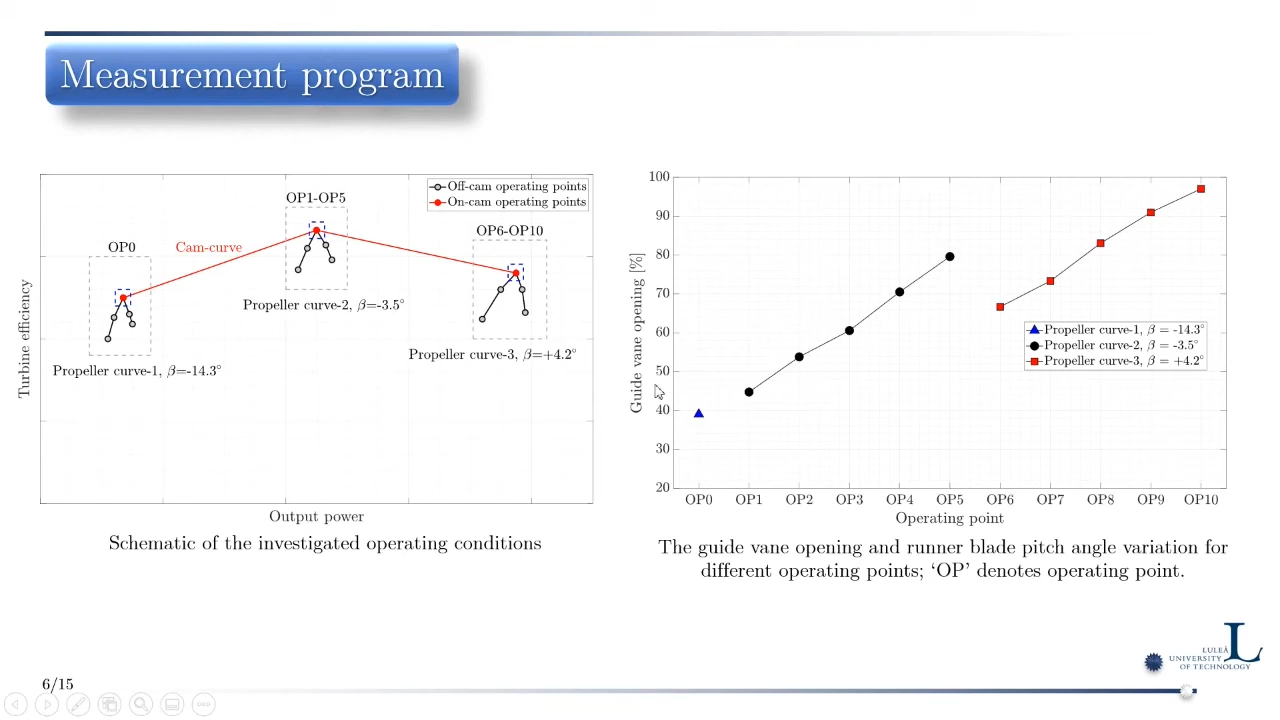 Measurement program
Off-cam operating points
On-cam operating points
OP1-OP5
OP6-OP10
OP0
Cam-curve
Propeller curve-2, β=-3.5°
Propeller curve-3, β=+4.2°
Propeller curve-1, β=-14.3°
Turbine efficiency
Output power
Schematic of the investigated operating conditions
100
90
80
70
60
50
40
30
20
Guide vane opening [%]
Propeller curve-1, β = -14.3°
Propeller curve-2, β = -3.5°
Propeller curve-3, β = +4.2°
OP0 OP1 OP2 OP3 OP4 OP5 OP6 OP7 OP8 OP9 OP10
Operating point
The guide vane opening and runner blade pitch angle variation for
different operating points; ‘OP’ denotes operating point.
LULEÅ
UNIVERSITY
OF TECHNOLOGY
L
6/15